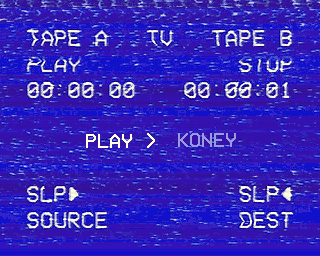 TAPE A TV TAPE B
PLAY STOP
00:00:00 00:00:01
PLAY > KONEY
SLP▶ SLP◀
SOURCE DEST